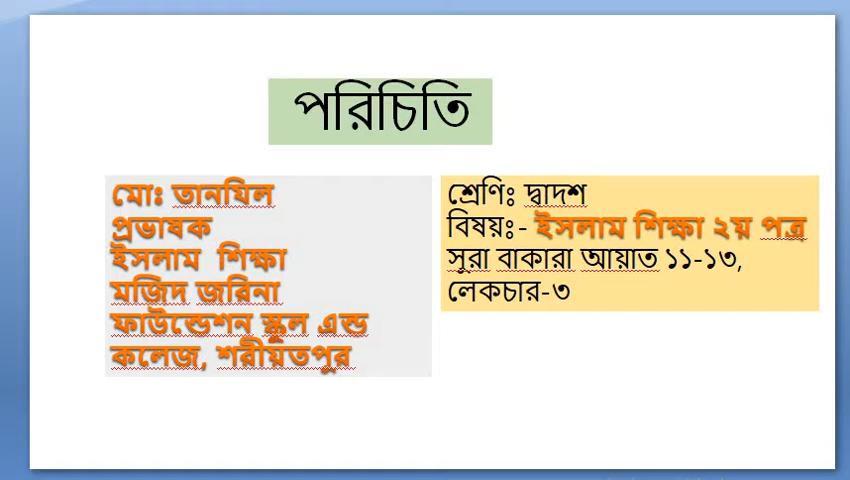 পরিচিতি
মোঃ তানযিল
প্রভাষক
ইসলাম শিক্ষা
মজিদ জরিনা
ফাউন্ডেশন স্কুল এন্ড
কলেজ, শরীয়তপুর
শ্রেণিঃ দ্বাদশ
বিষয়ঃ- ইসলাম শিক্ষা ২য় পত্র
সূরা বাকারা আয়াত ১১-১৩,
লেকচার-৩